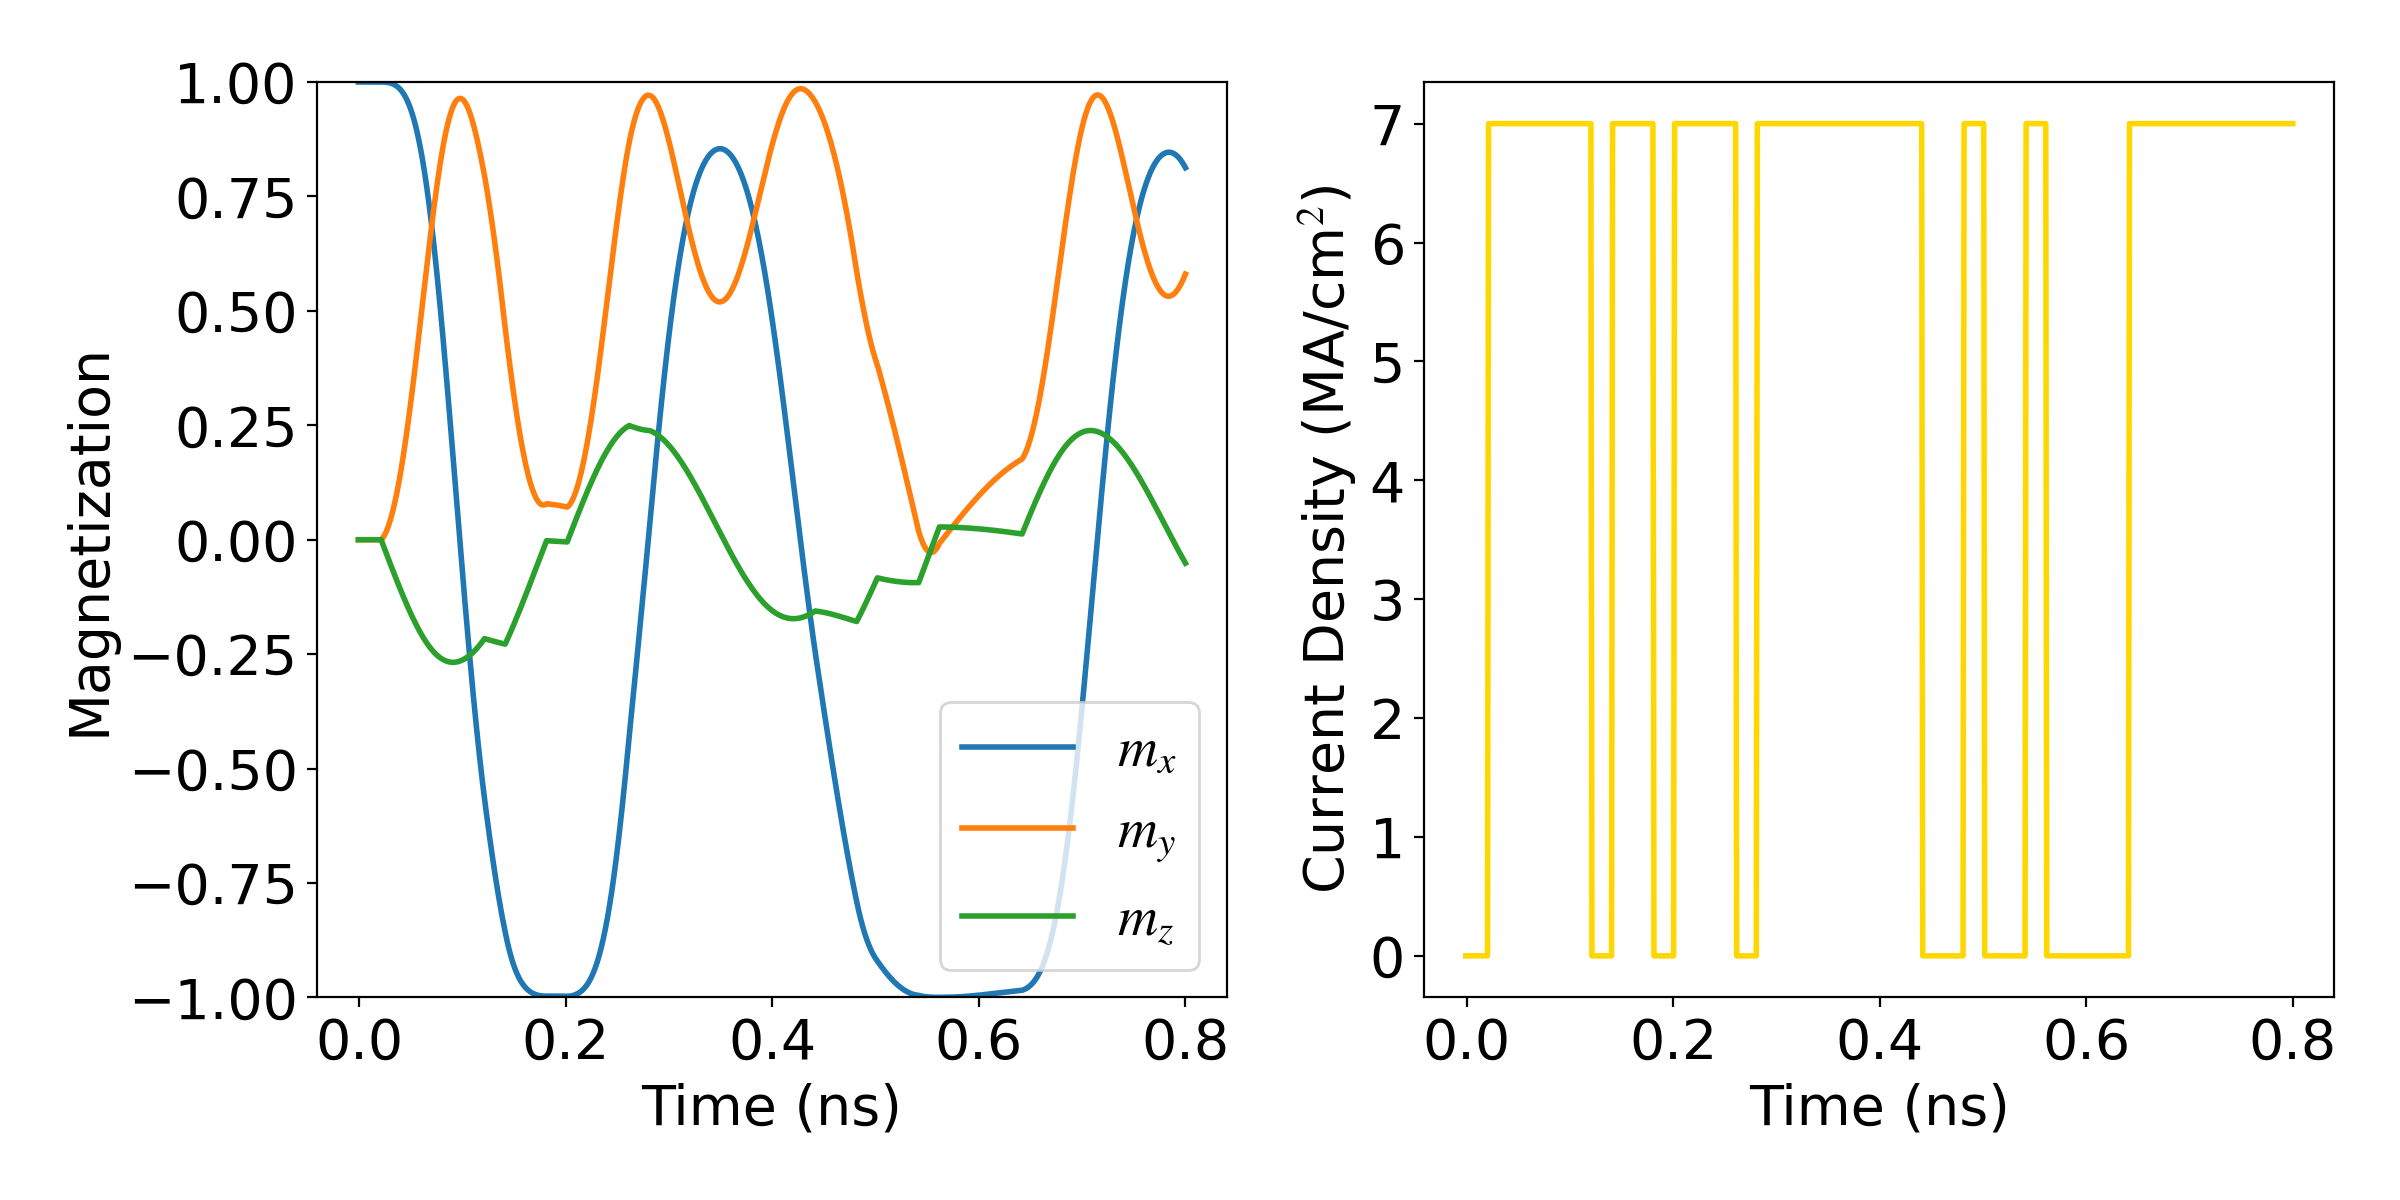 Magnetization
1.00
0.75
0.50
0.25
0.00
−0.25
−0.50
−0.75
−1.00
0.0 0.2 0.4 0.6 0.8
Time (ns)
mₓ
m_y
m_z
Current Density (MA/cm²)
7
6
5
4
3
2
1
0
0.0 0.2 0.4 0.6 0.8
Time (ns)